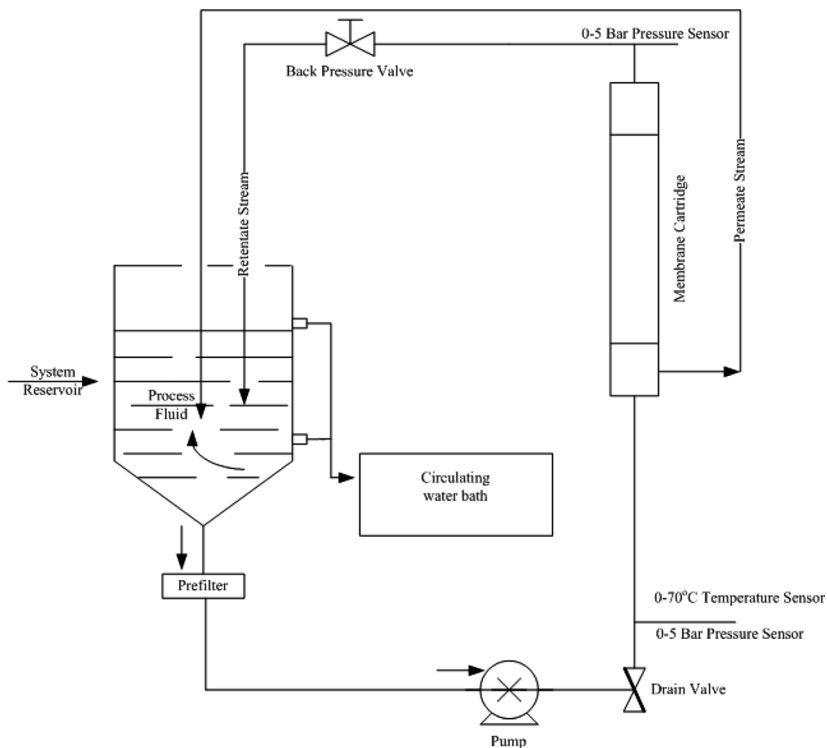 0-5 Bar Pressure Sensor
Back Pressure Valve
Retentate Stream
Membrane Cartridge
Permeate Stream
System
Reservoir
Process
Fluid
Circulating
water bath
Prefilter
0-70°C Temperature Sensor
0-5 Bar Pressure Sensor
Drain Valve
Pump